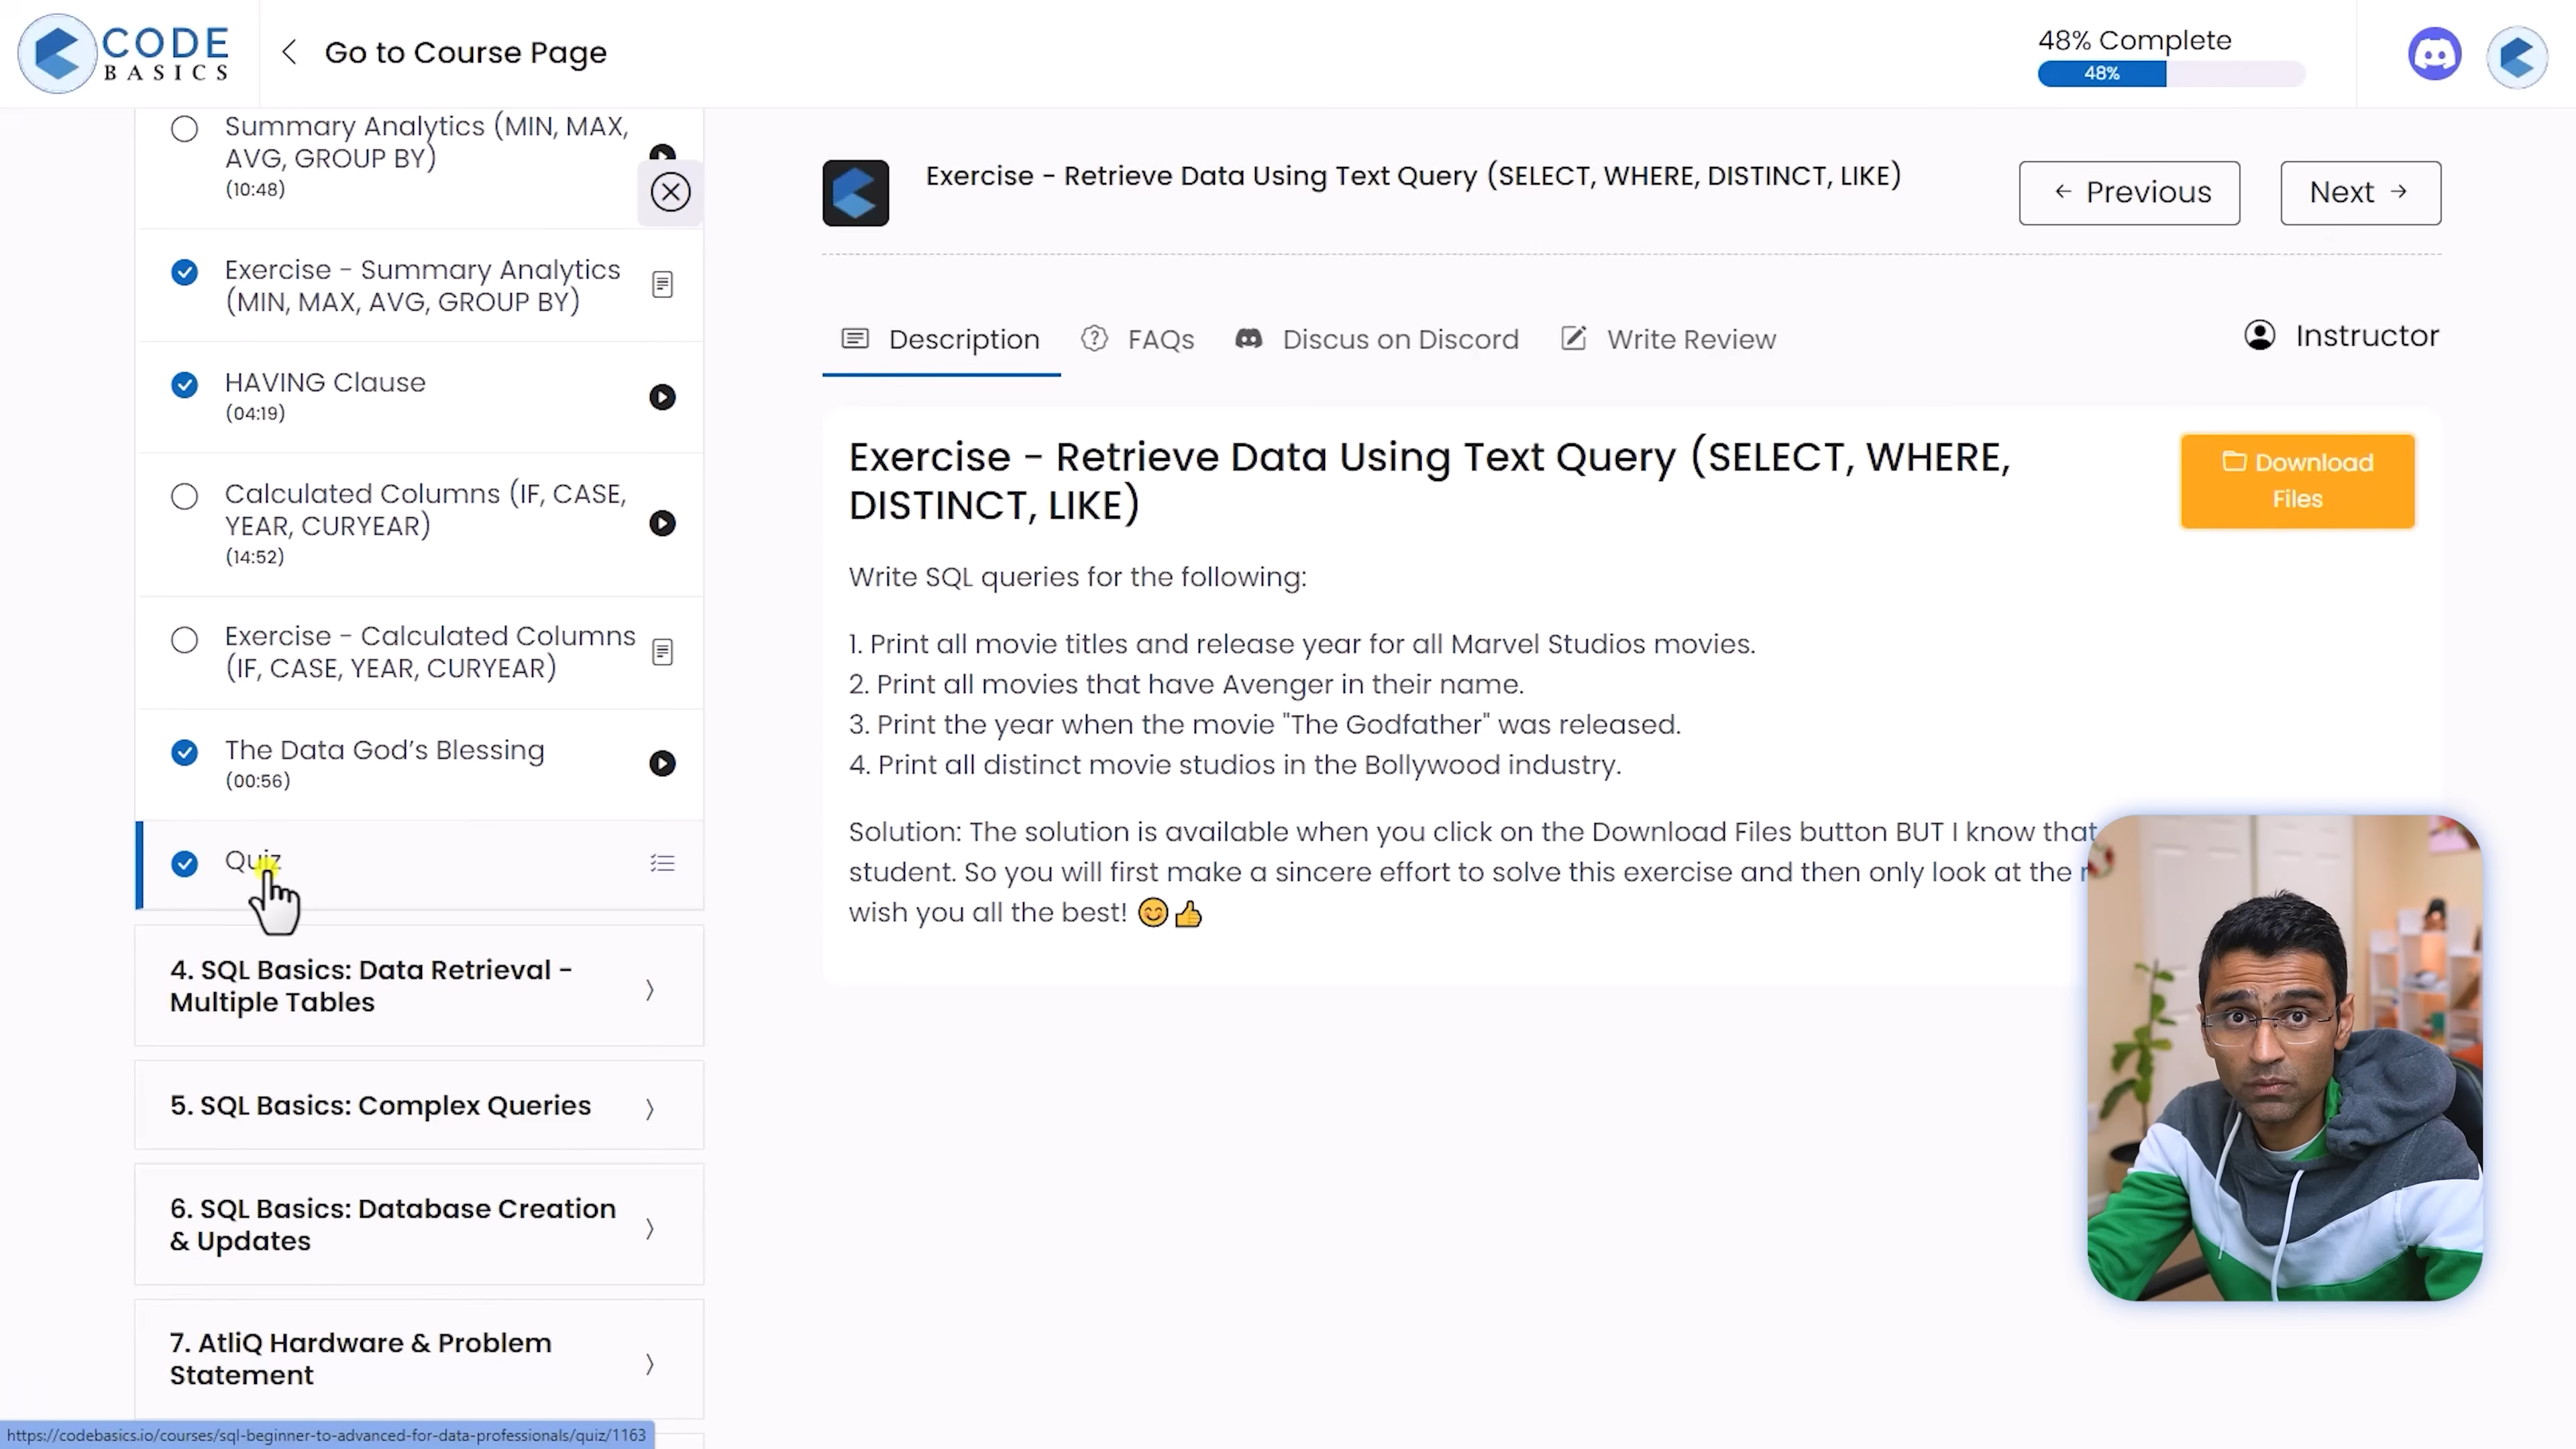 CODE
BASICS
Go to Course Page
48% Complete
48%
Summary Analytics (MIN, MAX,
AVG, GROUP BY)
(10:48)
Exercise - Summary Analytics
(MIN, MAX, AVG, GROUP BY)
HAVING Clause
(04:19)
Calculated Columns (IF, CASE,
YEAR, CURYEAR)
(14:52)
Exercise - Calculated Columns
(IF, CASE, YEAR, CURYEAR)
The Data God's Blessing
(00:56)
Quiz
4. SQL Basics: Data Retrieval -
Multiple Tables
5. SQL Basics: Complex Queries
6. SQL Basics: Database Creation
& Updates
7. AtliQ Hardware & Problem
Statement
https://codebasics.io/courses/sql-beginner-to-advanced-for-data-professionals/quiz/1163
Exercise - Retrieve Data Using Text Query (SELECT, WHERE, DISTINCT, LIKE)
← Previous
Next →
Description
FAQs
Discus on Discord
Write Review
Instructor
Exercise - Retrieve Data Using Text Query (SELECT, WHERE,
DISTINCT, LIKE)
Download
Files
Write SQL queries for the following:
1. Print all movie titles and release year for all Marvel Studios movies.
2. Print all movies that have Avenger in their name.
3. Print the year when the movie "The Godfather" was released.
4. Print all distinct movie studios in the Bollywood industry.
Solution: The solution is available when you click on the Download Files button BUT I know that
student. So you will first make a sincere effort to solve this exercise and then only look at the
wish you all the best! 😊👍